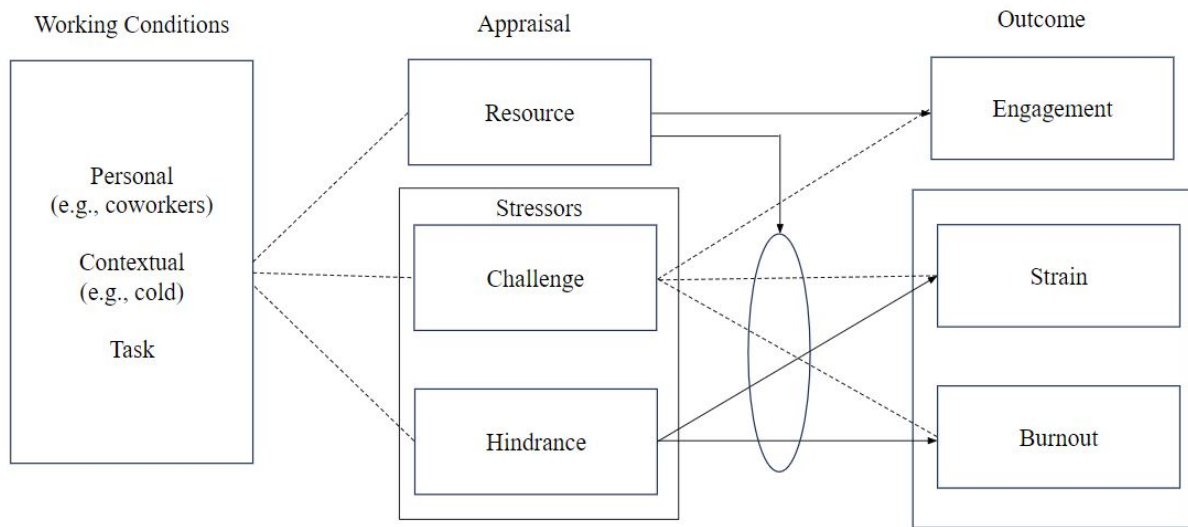 Working Conditions
Appraisal
Outcome
Personal
(e.g., coworkers)
Contextual
(e.g., cold)
Task
Resource
Stressors
Challenge
Hindrance
Engagement
Strain
Burnout